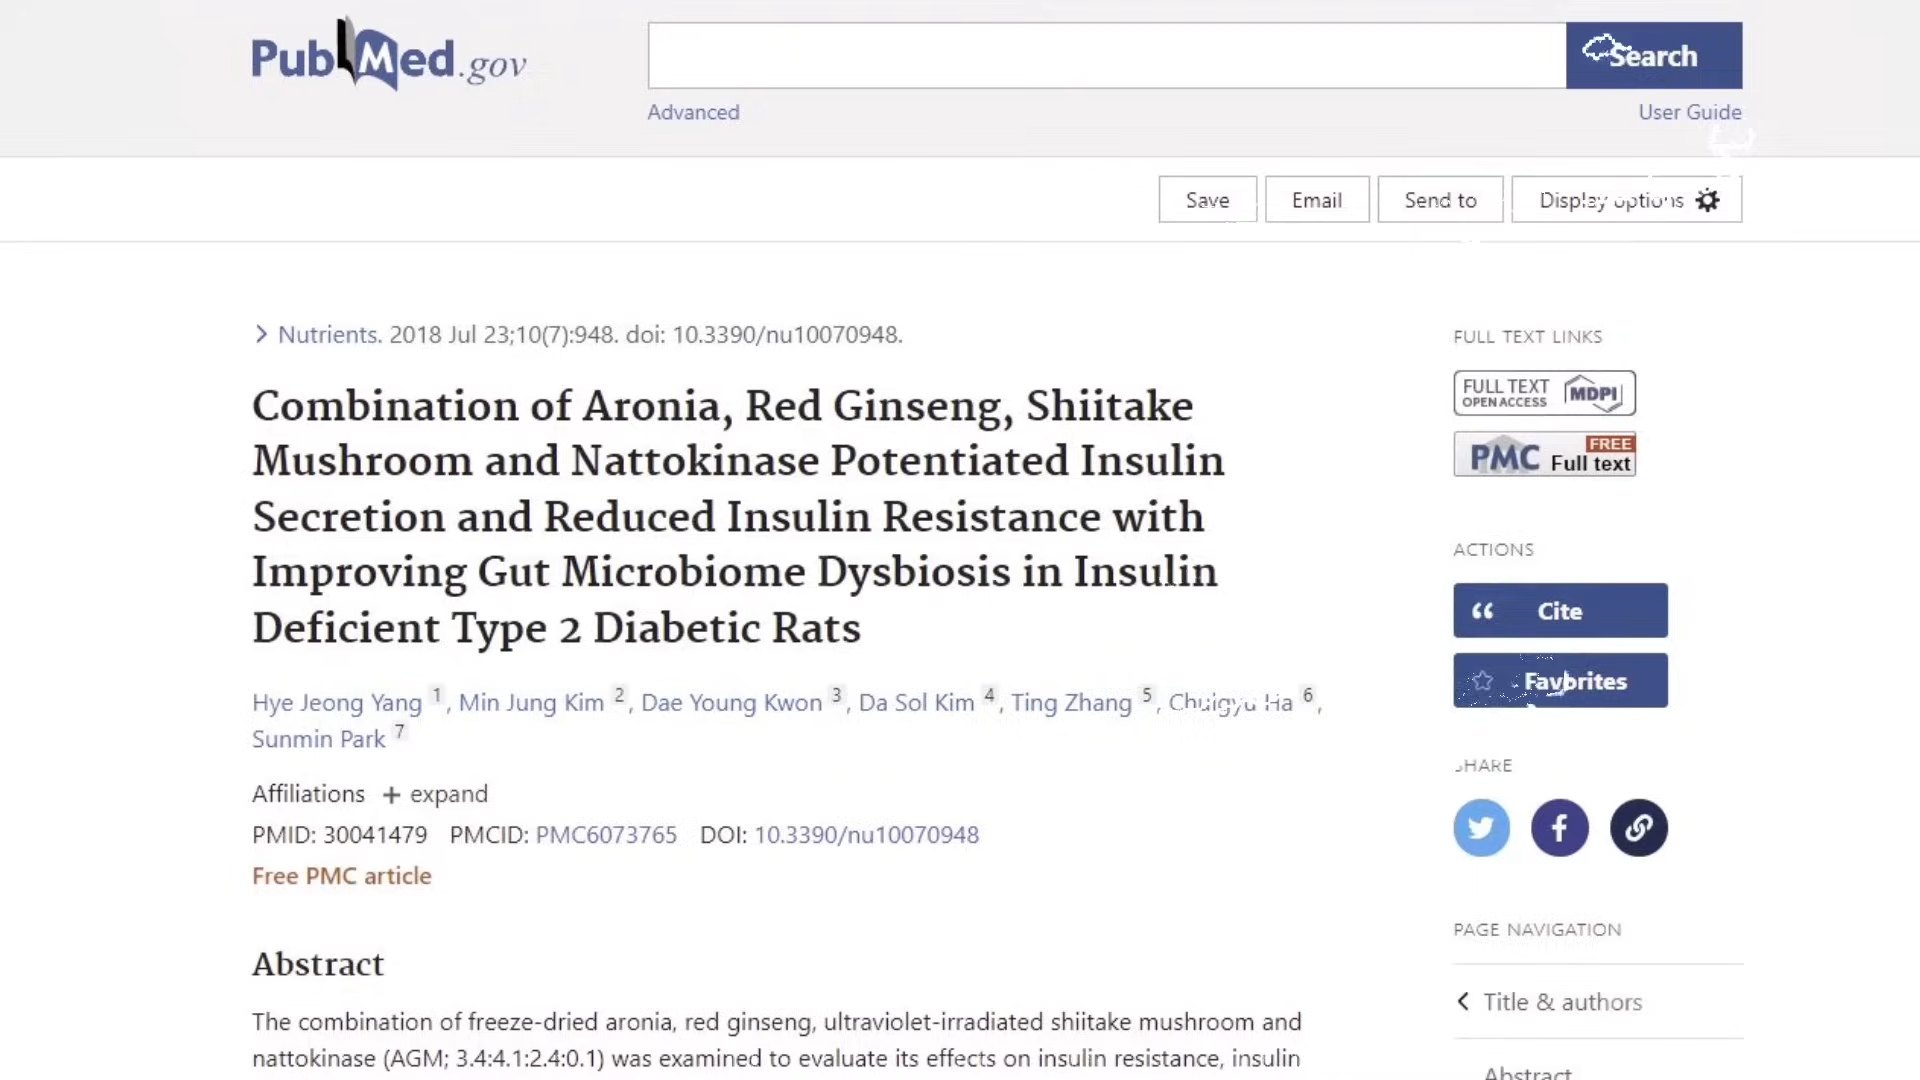 PubMed.gov
Search
Advanced
User Guide
Save
Email
Send to
Display options
Nutrients. 2018 Jul 23;10(7):948. doi: 10.3390/nu10070948.
Combination of Aronia, Red Ginseng, Shiitake
Mushroom and Nattokinase Potentiated Insulin
Secretion and Reduced Insulin Resistance with
Improving Gut Microbiome Dysbiosis in Insulin
Deficient Type 2 Diabetic Rats
Hye Jeong Yang 1, Min Jung Kim 2, Dae Young Kwon 3, Da Sol Kim 4, Ting Zhang 5, Chulgyu Ha 6,
Sunmin Park 7
Affiliations + expand
PMID: 30041479 PMCID: PMC6073765 DOI: 10.3390/nu10070948
Free PMC article
Abstract
The combination of freeze-dried aronia, red ginseng, ultraviolet-irradiated shiitake mushroom and
nattokinase (AGM; 3.4:4.1:2.4:0.1) was examined to evaluate its effects on insulin resistance, insulin
FULL TEXT LINKS
FULL TEXT
OPEN ACCESS
MDPI
PMC
FREE
Full text
ACTIONS
Cite
Favorites
SHARE
PAGE NAVIGATION
Title & authors
Abstract